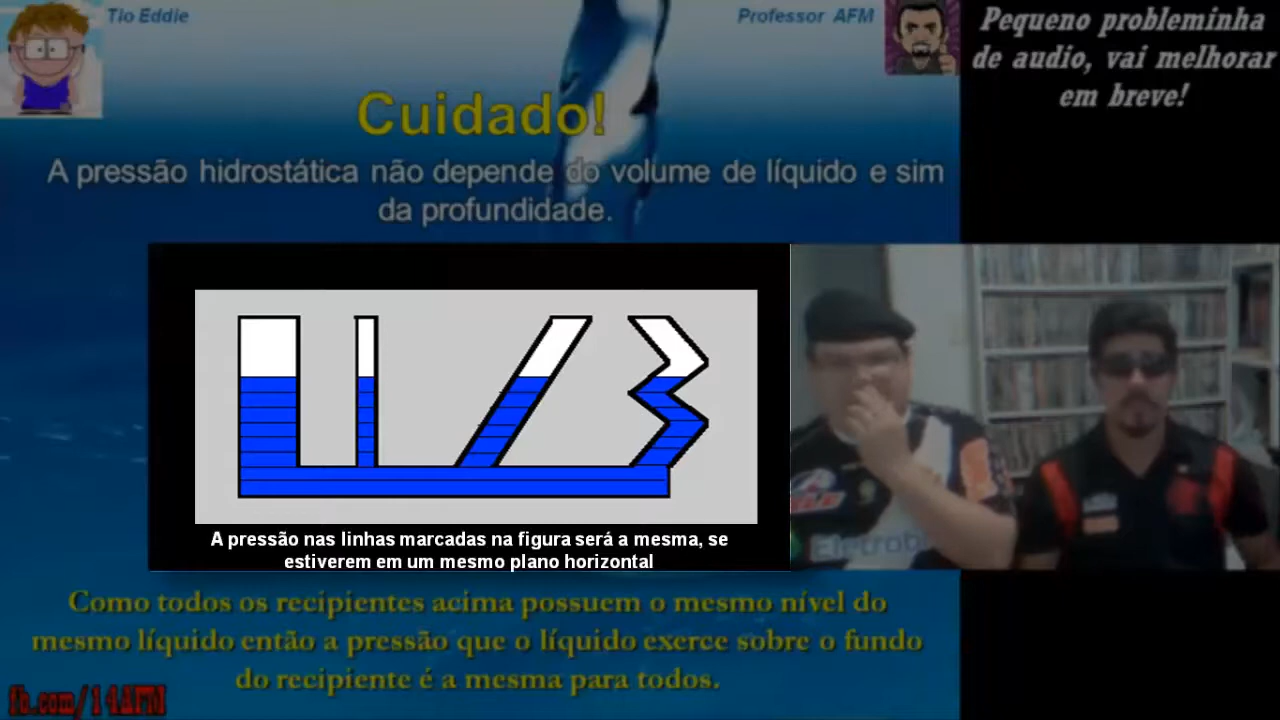 Tio Eddie
Professor AFM
Pequeno probleminha
de audio, vai melhorar
em breve!
Cuidado!
A pressão hidrostática não depende do volume de líquido e sim
da profundidade.
A pressão nas linhas marcadas na figura será a mesma, se
estiverem em um mesmo plano horizontal
Como todos os recipientes acima possuem o mesmo nível do
mesmo líquido então a pressão que o líquido exerce sobre o fundo
do recipiente é a mesma para todos.
fb.com/14AFM